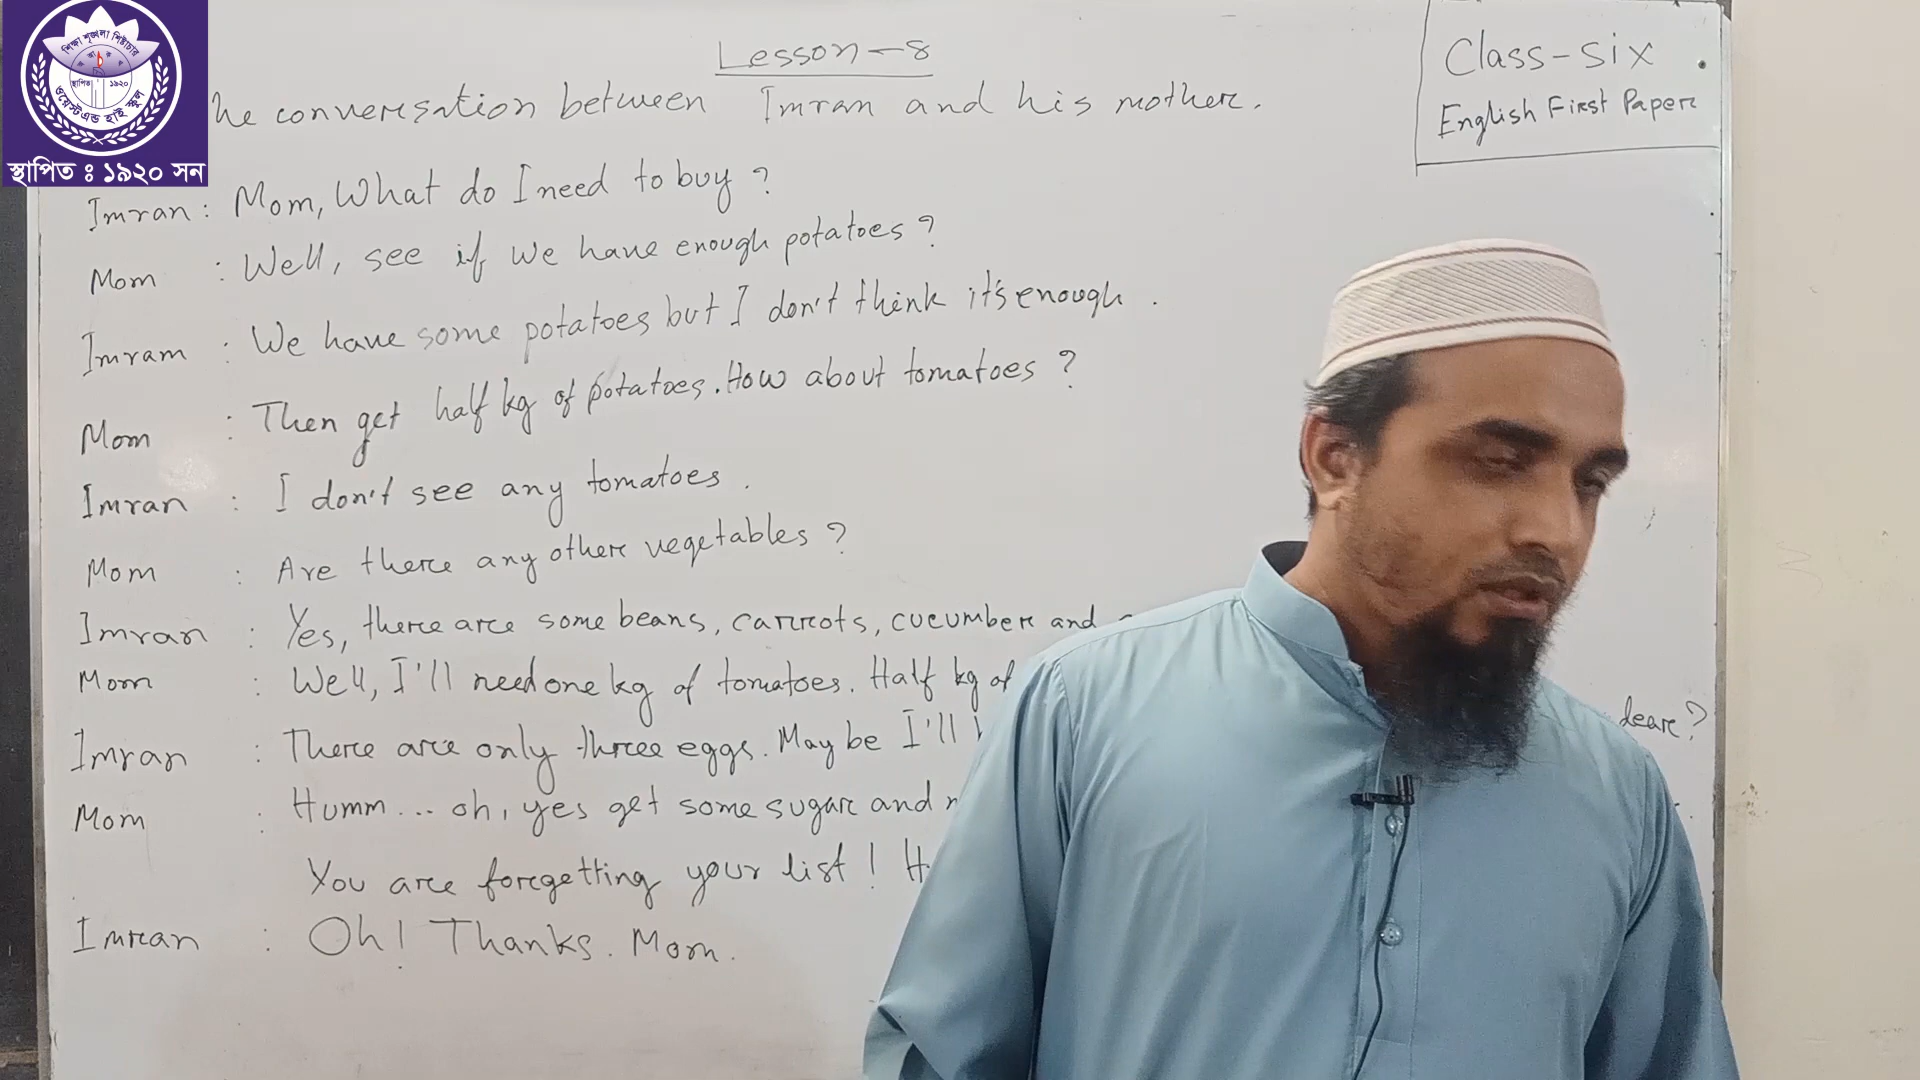 শিক্ষা শৃঙ্খলা শিষ্টাচার
স্থাপিত ১৯২০
ওয়েস্ট এন্ড হাই স্কুল
স্থাপিত ঃ ১৯২০ সন
Lesson-8
he conversation between Imran and his mother.
Class-six
English First Paper
Imran: Mom, What do I need to buy?
Mom : Well, see if we have enough potatoes?
Imram : We have some potatoes but I don't think it's enough.
Mom : Then get half kg of potatoes. How about tomatoes?
Imran : I don't see any tomatoes.
Mom : Are there any other vegetables?
Imran : Yes, there are some beans, carrots, cucumber and
Mom : Well, I'll need one kg of tomatoes. Half kg of deare?
Imran : There are only three eggs. May be I'll
Mom : Humm... oh, yes get some sugar and
You are forgetting your list!
Imran : Oh! Thanks. Mom.